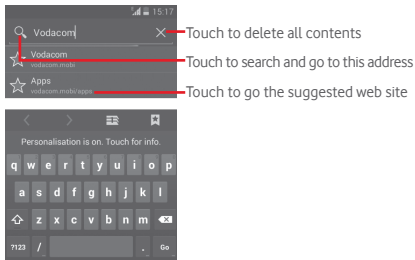 15:17
Vodacom
Touch to delete all contents
Vodacom
vodacom.mobi
Touch to search and go to this address
Apps
vodacom.mobi/apps
Touch to go the suggested web site
Personalisation is on. Touch for info.
q w e r t y u i o p
a s d f g h j k l
z x c v b n m
?123 / . Go